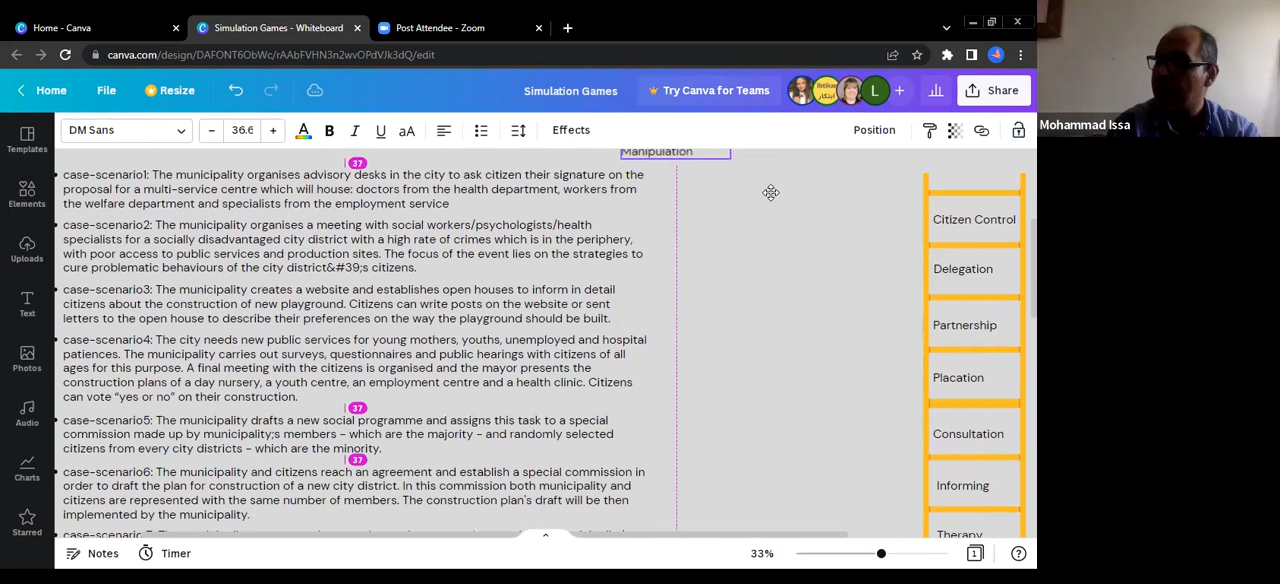 Home - Canva
Simulation Games - Whiteboard
Post Attendee - Zoom
canva.com/design/DAFONT6ObWc/rAAbFVHN3n2wvOPdVJk3dQ/edit
Home
File
Resize
Simulation Games
Try Canva for Teams
Ibtikar
ابتكار
L
Share
DM Sans
36.6
B
I
U
aA
Effects
Position
Templates
Elements
Uploads
Text
Photos
Audio
Charts
Starred
Manipulation
37
case-scenario1: The municipality organises advisory desks in the city to ask citizen their signature on the
proposal for a multi-service centre which will house: doctors from the health department, workers from
the welfare department and specialists from the employment service
case-scenario2: The municipality organises a meeting with social workers/psychologists/health
specialists for a socially disadvantaged city district with a high rate of crimes which is in the periphery,
with poor access to public services and production sites. The focus of the event lies on the strategies to
cure problematic behaviours of the city district&#39;s citizens.
case-scenario3: The municipality creates a website and establishes open houses to inform in detail
citizens about the construction of new playground. Citizens can write posts on the website or sent
letters to the open house to describe their preferences on the way the playground should be built.
case-scenario4: The city needs new public services for young mothers, youths, unemployed and hospital
patiences. The municipality carries out surveys, questionnaires and public hearings with citizens of all
ages for this purpose. A final meeting with the citizens is organised and the mayor presents the
construction plans of a day nursery, a youth centre, an employment centre and a health clinic. Citizens
can vote “yes or no” on their construction.
37
case-scenario5: The municipality drafts a new social programme and assigns this task to a special
commission made up by municipality;s members - which are the majority - and randomly selected
citizens from every city districts - which are the minority.
37
case-scenario6: The municipality and citizens reach an agreement and establish a special commission in
order to draft the plan for construction of a new city district. In this commission both municipality and
citizens are represented with the same number of members. The construction plan's draft will be then
implemented by the municipality.
Citizen Control
Delegation
Partnership
Placation
Consultation
Informing
Therapy
Notes
Timer
33%
1
Mohammad Issa